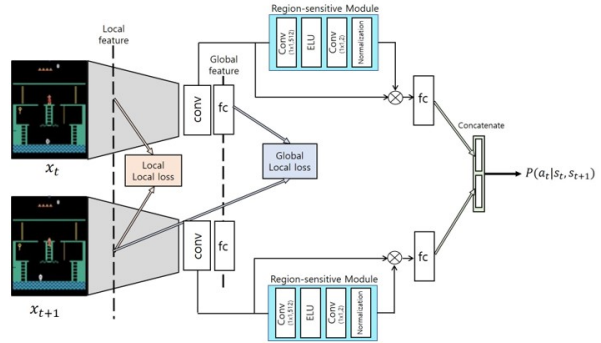 Region-sensitive Module
Conv
(1x1,512)
ELU
Conv
(1x1,2)
Normalization
Local
feature
Global
feature
conv
fc
fc
Concatenate
x_t
Local
Local loss
Global
Local loss
P(a_t|s_t, s_{t+1})
conv
fc
fc
Region-sensitive Module
Conv
(1x1,512)
ELU
Conv
(1x1,2)
Normalization
x_{t+1}